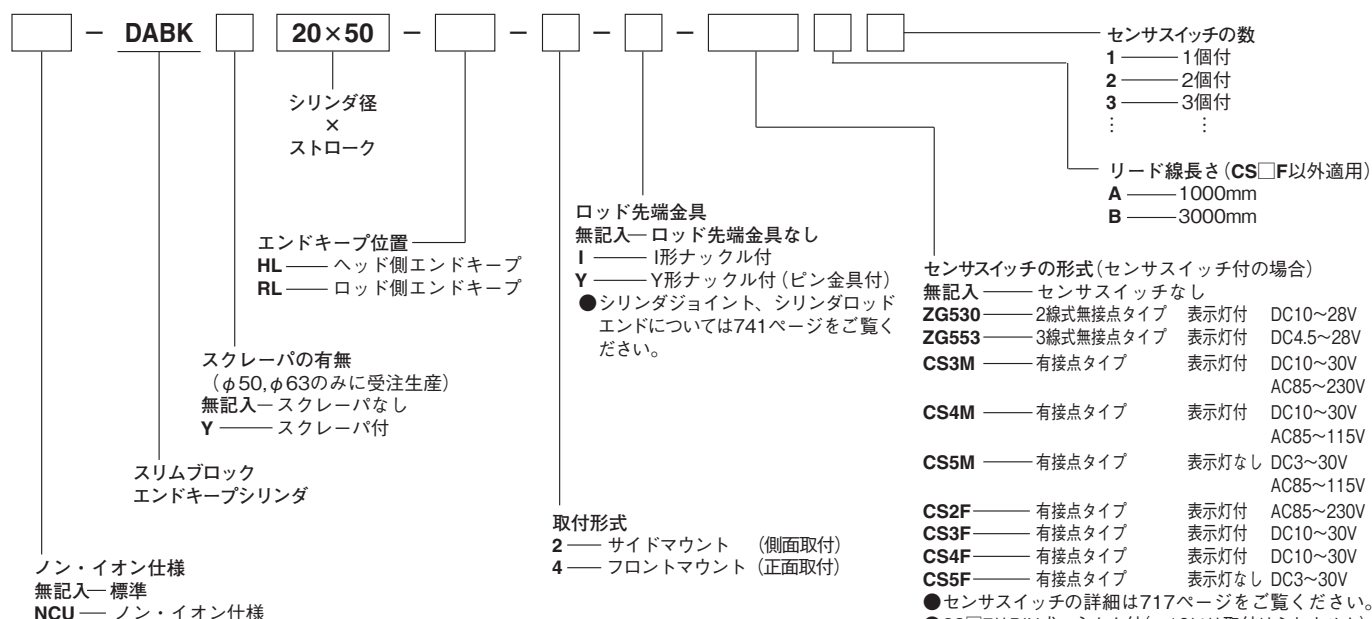 − DABK 20×50 − − − −
シリンダ径
×
ストローク
センサスイッチの数
1 1個付
2 2個付
3 3個付
⋮ ⋮
リード線長さ（CS□F以外適用）
A 1000mm
B 3000mm
エンドキープ位置
HL ヘッド側エンドキープ
RL ロッド側エンドキープ
ロッド先端金具
無記入 ロッド先端金具なし
I I形ナックル付
Y Y形ナックル付（ピン金具付）
●シリンダジョイント、シリンダロッド
エンドについては741ページをご覧く
ださい。
センサスイッチの形式（センサスイッチ付の場合）
無記入 センサスイッチなし
ZG530 2線式無接点タイプ 表示灯付 DC10〜28V
ZG553 3線式無接点タイプ 表示灯付 DC4.5〜28V
CS3M 有接点タイプ 表示灯付 DC10〜30V
AC85〜230V
CS4M 有接点タイプ 表示灯付 DC10〜30V
AC85〜115V
CS5M 有接点タイプ 表示灯なし DC3〜30V
AC85〜115V
CS2F 有接点タイプ 表示灯付 AC85〜230V
CS3F 有接点タイプ 表示灯付 DC10〜30V
CS4F 有接点タイプ 表示灯付 DC10〜30V
CS5F 有接点タイプ 表示灯なし DC3〜30V
●センサスイッチの詳細は717ページをご覧ください。
スクレーパの有無
（φ50,φ63のみに受注生産）
無記入 スクレーパなし
Y スクレーパ付
スリムブロック
エンドキープシリンダ
取付形式
2 サイドマウント （側面取付）
4 フロントマウント（正面取付）
ノン・イオン仕様
無記入 標準
NCU ノン・イオン仕様